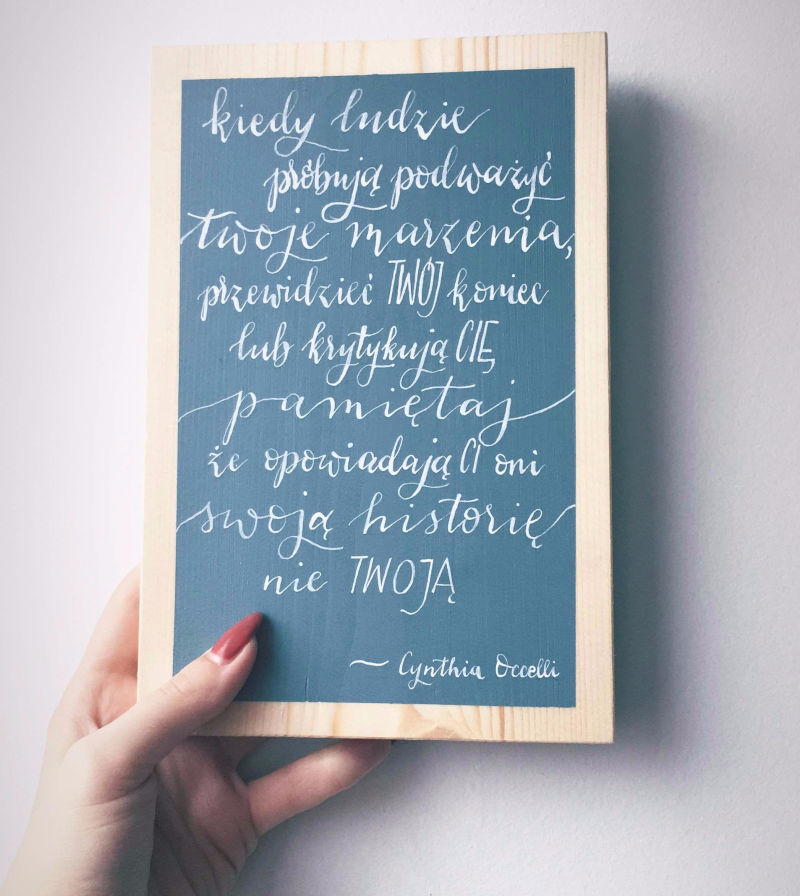 kiedy ludzie
próbują podważyć
twoje marzenia,
przewidzieć TWÓJ koniec
lub krytykują CIĘ
pamiętaj
że opowiadają CI oni
swoją historię
nie TWOJĄ
— Cynthia Occelli